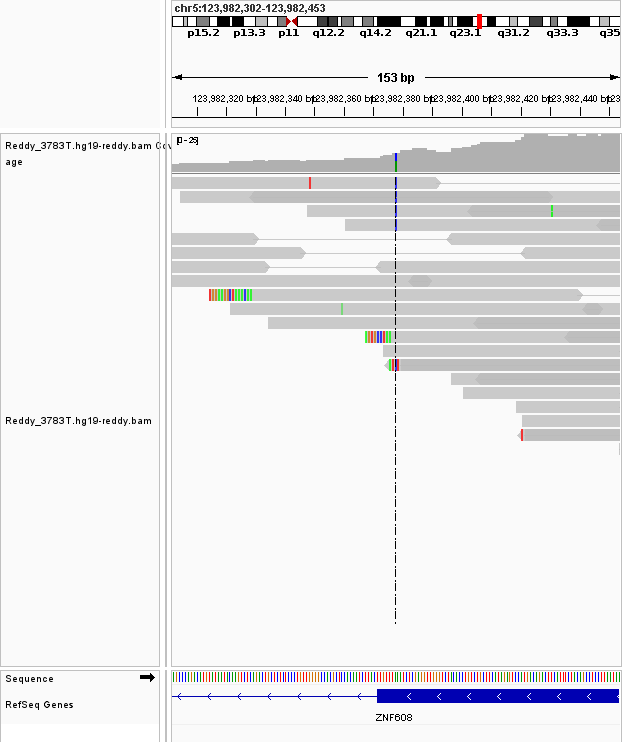 chr5:123,982,302-123,982,453
p15.2 p13.3 p11 q12.2 q14.2 q21.1 q23.1 q31.2 q33.3 q35
153 bp
123,982,320 bp 123,982,340 bp 123,982,360 bp 123,982,380 bp 123,982,400 bp 123,982,420 bp 123,982,440 bp
Reddy_3783T.hg19-reddy.bam Cov
age
[0-25]
Reddy_3783T.hg19-reddy.bam
Sequence
RefSeq Genes
ZNF608